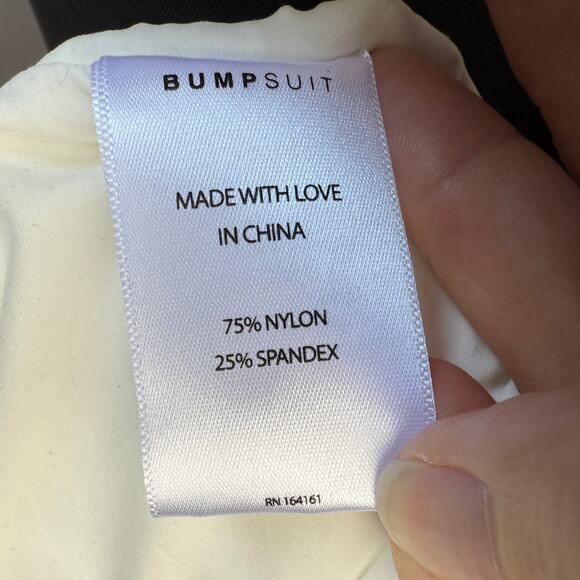 BUMPSUIT
MADE WITH LOVE
IN CHINA
75% NYLON
25% SPANDEX
RN 164161